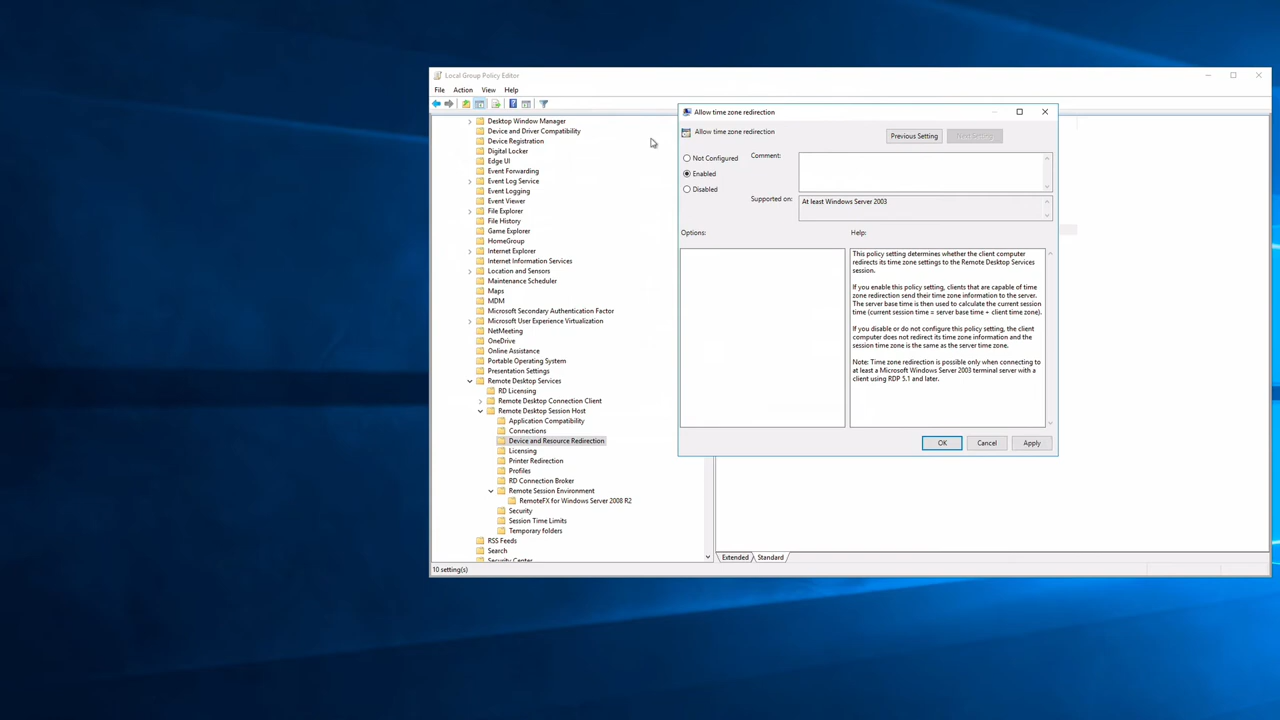 Local Group Policy Editor
File Action View Help
Desktop Window Manager
Device and Driver Compatibility
Device Registration
Digital Locker
Edge UI
Event Forwarding
Event Log Service
Event Logging
Event Viewer
File Explorer
File History
Game Explorer
HomeGroup
Internet Explorer
Internet Information Services
Location and Sensors
Maintenance Scheduler
Maps
MDM
Microsoft Secondary Authentication Factor
Microsoft User Experience Virtualization
NetMeeting
OneDrive
Online Assistance
Portable Operating System
Presentation Settings
Remote Desktop Services
RD Licensing
Remote Desktop Connection Client
Remote Desktop Session Host
Application Compatibility
Connections
Device and Resource Redirection
Licensing
Printer Redirection
Profiles
RD Connection Broker
Remote Session Environment
RemoteFX for Windows Server 2008 R2
Security
Session Time Limits
Temporary folders
RSS Feeds
Search
Security Center
Extended Standard
10 setting(s)
Allow time zone redirection
Allow time zone redirection
Previous Setting Next Setting
Not Configured
Enabled
Disabled
Comment:
Supported on:
At least Windows Server 2003
Options:
Help:
This policy setting determines whether the client computer
redirects its time zone settings to the Remote Desktop Services
session.
If you enable this policy setting, clients that are capable of time
zone redirection send their time zone information to the server.
The server base time is then used to calculate the current session
time (current session time = server base time + client time zone).
If you disable or do not configure this policy setting, the client
computer does not redirect its time zone information and the
session time zone is the same as the server time zone.
Note: Time zone redirection is possible only when connecting to
at least a Microsoft Windows Server 2003 terminal server with a
client using RDP 5.1 and later.
OK Cancel Apply